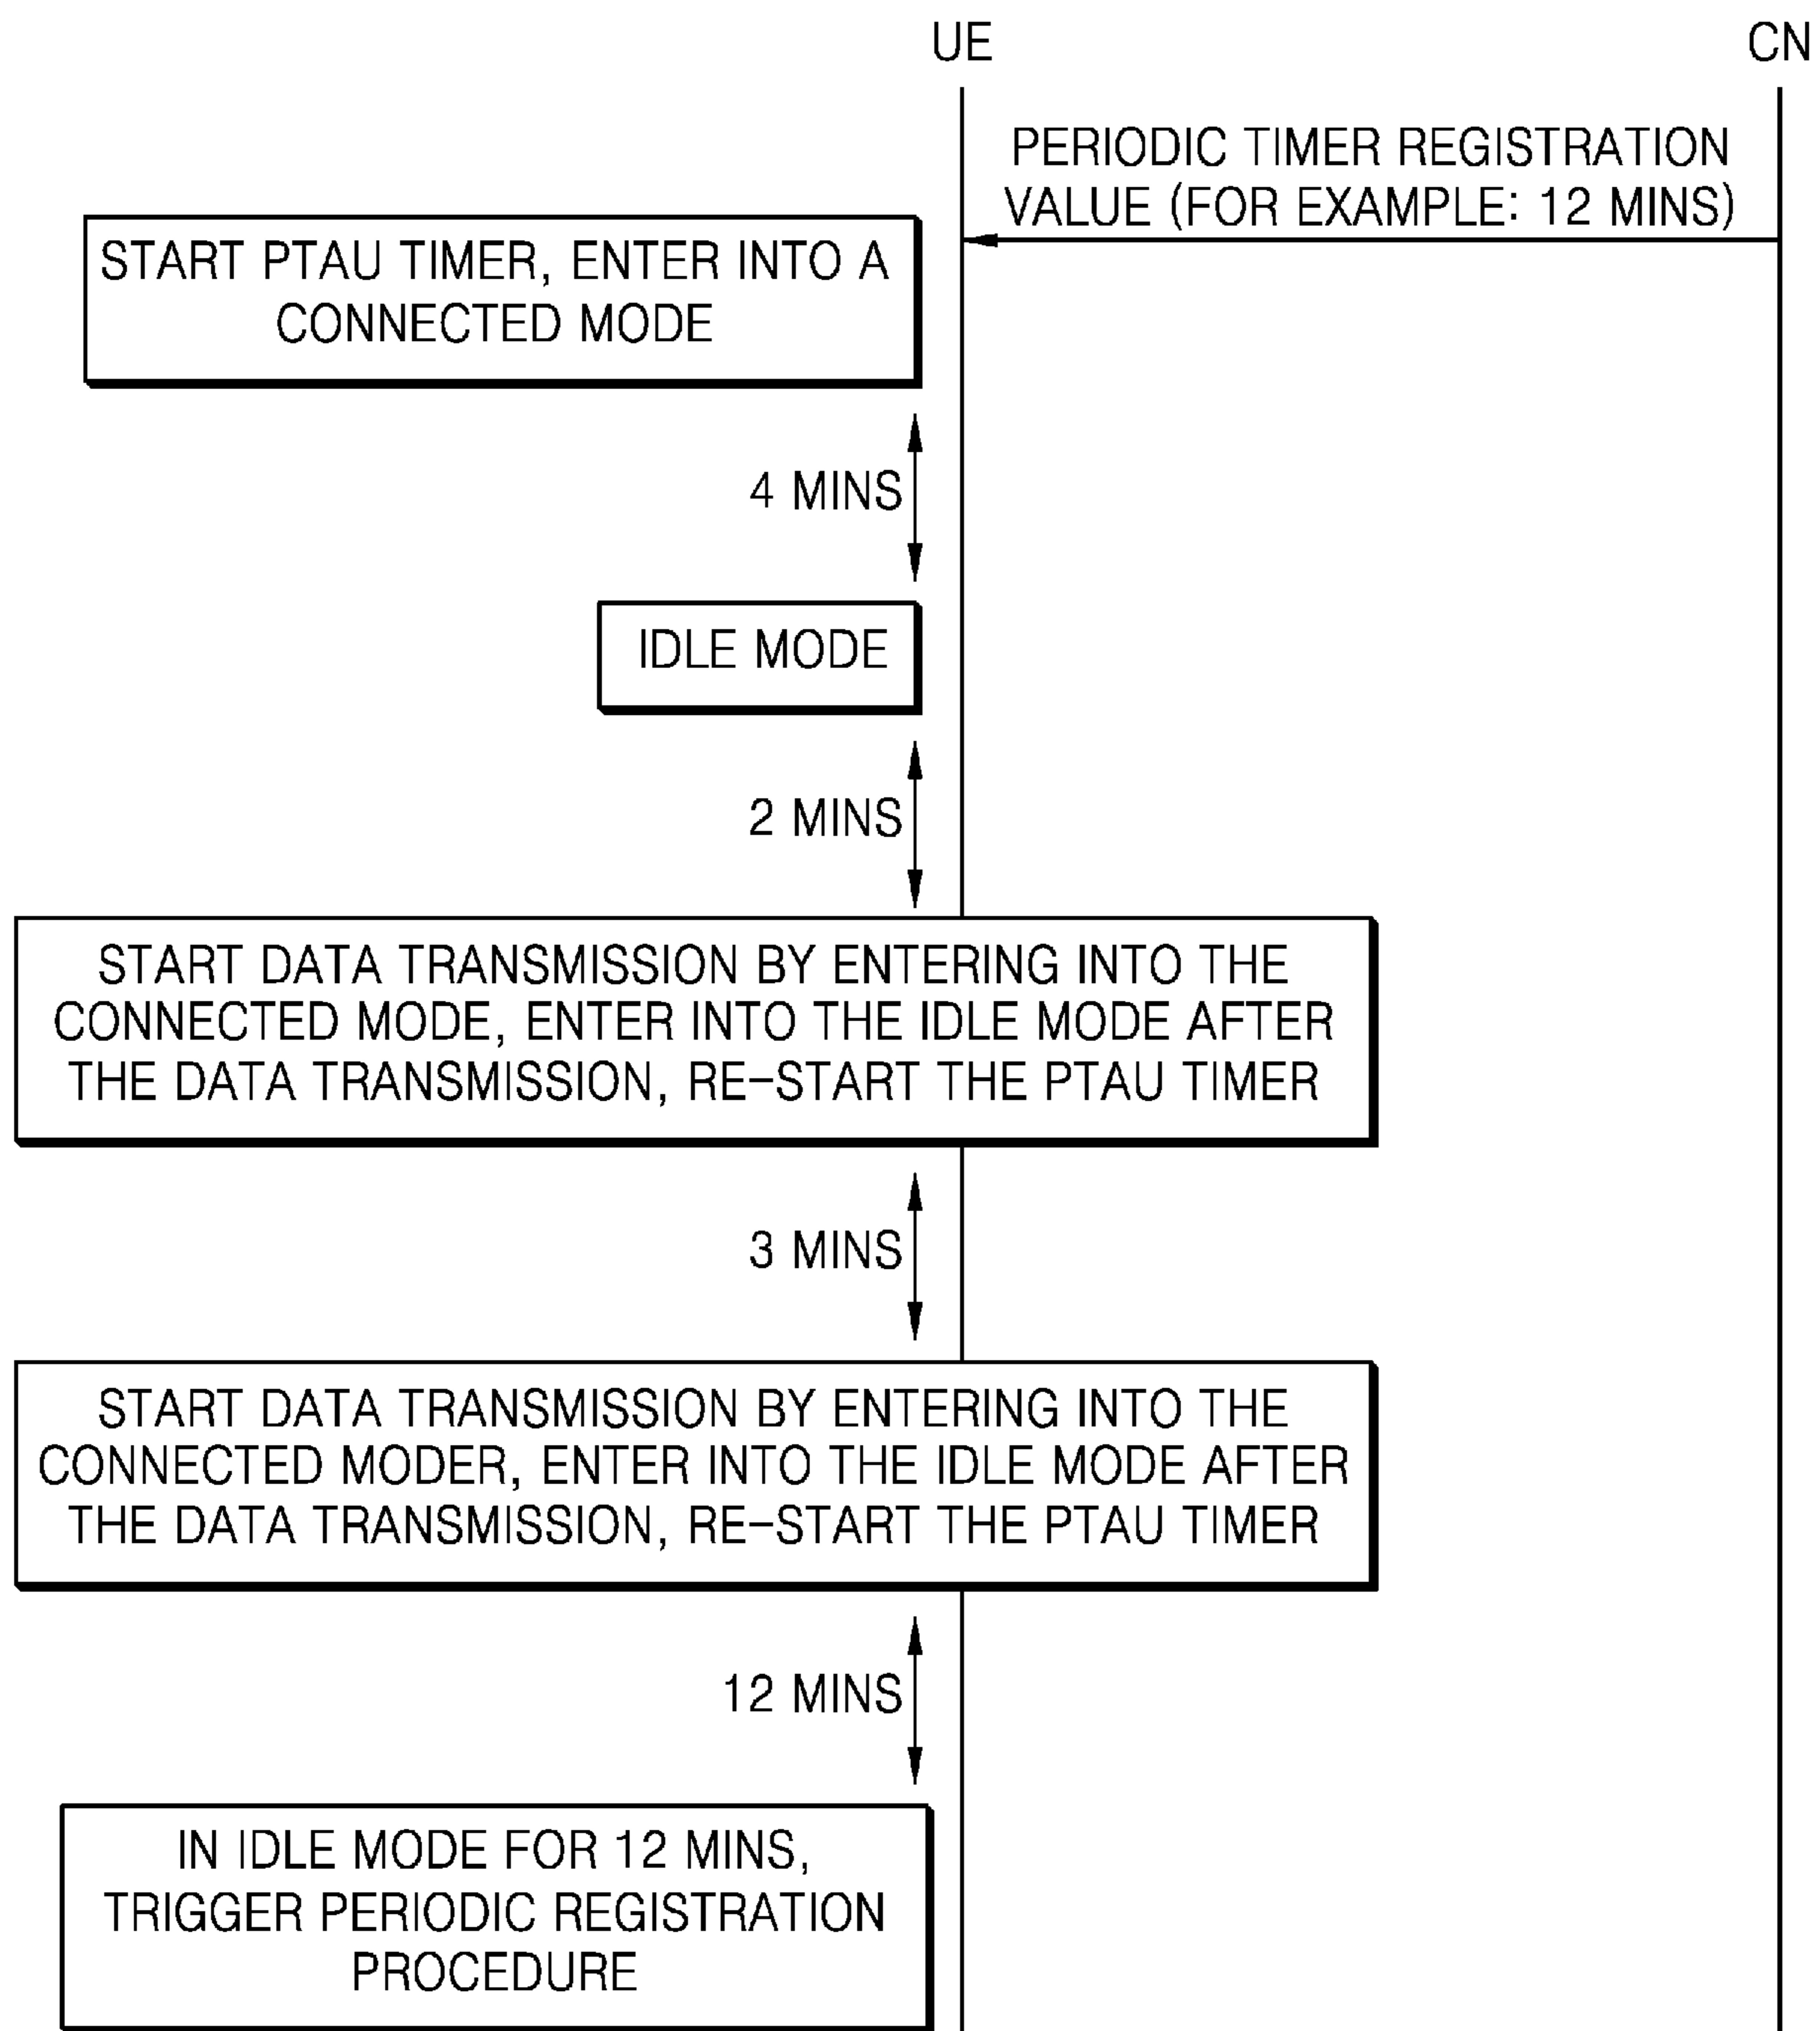 UE
CN
PERIODIC TIMER REGISTRATION
VALUE (FOR EXAMPLE: 12 MINS)
START PTAU TIMER, ENTER INTO A
CONNECTED MODE
4 MINS
IDLE MODE
2 MINS
START DATA TRANSMISSION BY ENTERING INTO THE
CONNECTED MODE, ENTER INTO THE IDLE MODE AFTER
THE DATA TRANSMISSION, RE-START THE PTAU TIMER
3 MINS
START DATA TRANSMISSION BY ENTERING INTO THE
CONNECTED MODER, ENTER INTO THE IDLE MODE AFTER
THE DATA TRANSMISSION, RE-START THE PTAU TIMER
12 MINS
IN IDLE MODE FOR 12 MINS,
TRIGGER PERIODIC REGISTRATION
PROCEDURE